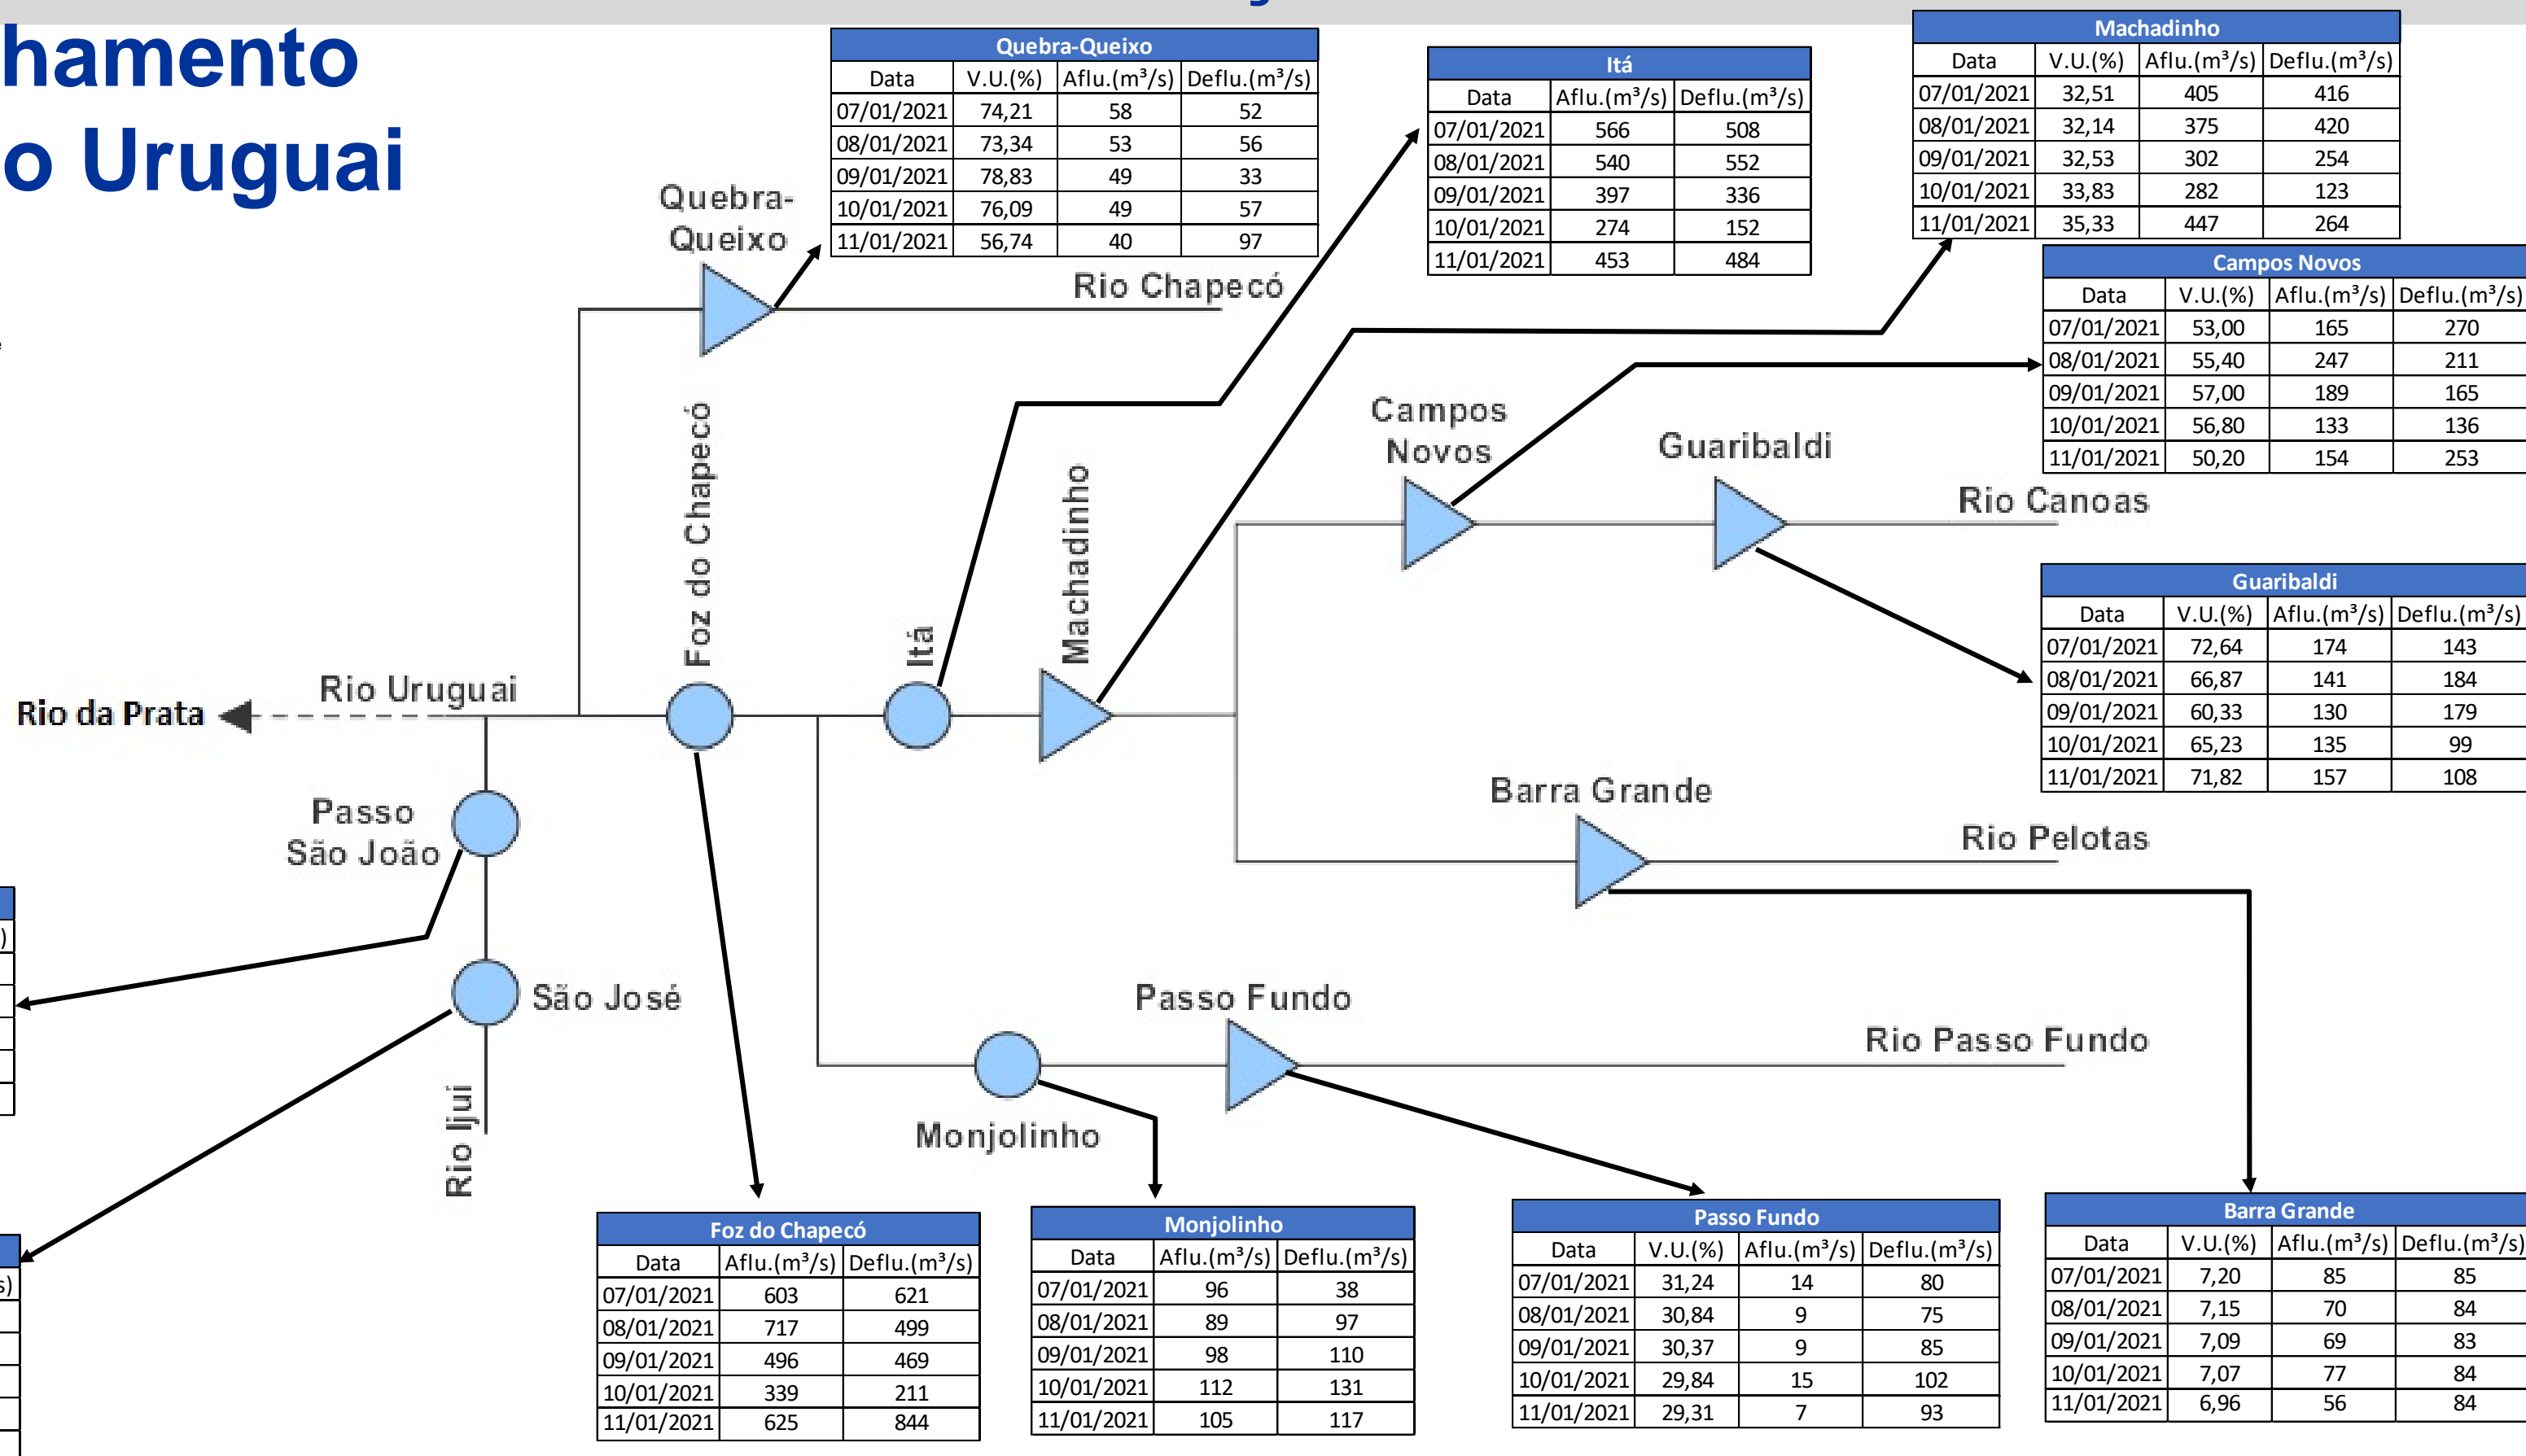 hamento
o Uruguai
Quebra-Queixo
Data V.U.(%) Aflu.(m³/s) Deflu.(m³/s)
07/01/2021 74,21 58 52
08/01/2021 73,34 53 56
09/01/2021 78,83 49 33
10/01/2021 76,09 49 57
11/01/2021 56,74 40 97
Itá
Data Aflu.(m³/s) Deflu.(m³/s)
07/01/2021 566 508
08/01/2021 540 552
09/01/2021 397 336
10/01/2021 274 152
11/01/2021 453 484
Machadinho
Data V.U.(%) Aflu.(m³/s) Deflu.(m³/s)
07/01/2021 32,51 405 416
08/01/2021 32,14 375 420
09/01/2021 32,53 302 254
10/01/2021 33,83 282 123
11/01/2021 35,33 447 264
Campos Novos
Data V.U.(%) Aflu.(m³/s) Deflu.(m³/s)
07/01/2021 53,00 165 270
08/01/2021 55,40 247 211
09/01/2021 57,00 189 165
10/01/2021 56,80 133 136
11/01/2021 50,20 154 253
Quebra-
Queixo
Rio Chapecó
Foz do Chapecó
Itá
Machadinho
Campos
Novos
Guaribaldi
Rio Canoas
Guaribaldi
Data V.U.(%) Aflu.(m³/s) Deflu.(m³/s)
07/01/2021 72,64 174 143
08/01/2021 66,87 141 184
09/01/2021 60,33 130 179
10/01/2021 65,23 135 99
11/01/2021 71,82 157 108
Rio da Prata
Rio Uruguai
Passo
São João
Barra Grande
Rio Pelotas
São José
Rio Ijuí
Passo Fundo
Rio Passo Fundo
Monjolinho
)
s)
Foz do Chapecó
Data Aflu.(m³/s) Deflu.(m³/s)
07/01/2021 603 621
08/01/2021 717 499
09/01/2021 496 469
10/01/2021 339 211
11/01/2021 625 844
Monjolinho
Data Aflu.(m³/s) Deflu.(m³/s)
07/01/2021 96 38
08/01/2021 89 97
09/01/2021 98 110
10/01/2021 112 131
11/01/2021 105 117
Passo Fundo
Data V.U.(%) Aflu.(m³/s) Deflu.(m³/s)
07/01/2021 31,24 14 80
08/01/2021 30,84 9 75
09/01/2021 30,37 9 85
10/01/2021 29,84 15 102
11/01/2021 29,31 7 93
Barra Grande
Data V.U.(%) Aflu.(m³/s) Deflu.(m³/s)
07/01/2021 7,20 85 85
08/01/2021 7,15 70 84
09/01/2021 7,09 69 83
10/01/2021 7,07 77 84
11/01/2021 6,96 56 84